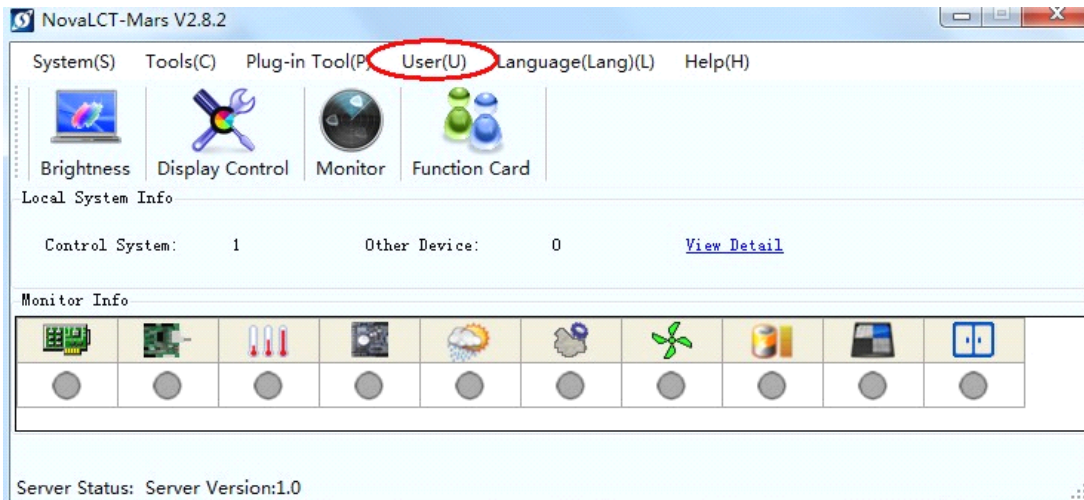 NovaLCT-Mars V2.8.2
System(S) Tools(C) Plug-in Tool(P) User(U) Language(Lang)(L) Help(H)
Brightness Display Control Monitor Function Card
Local System Info
Control System: 1 Other Device: 0 View Detail
Monitor Info
Server Status: Server Version:1.0